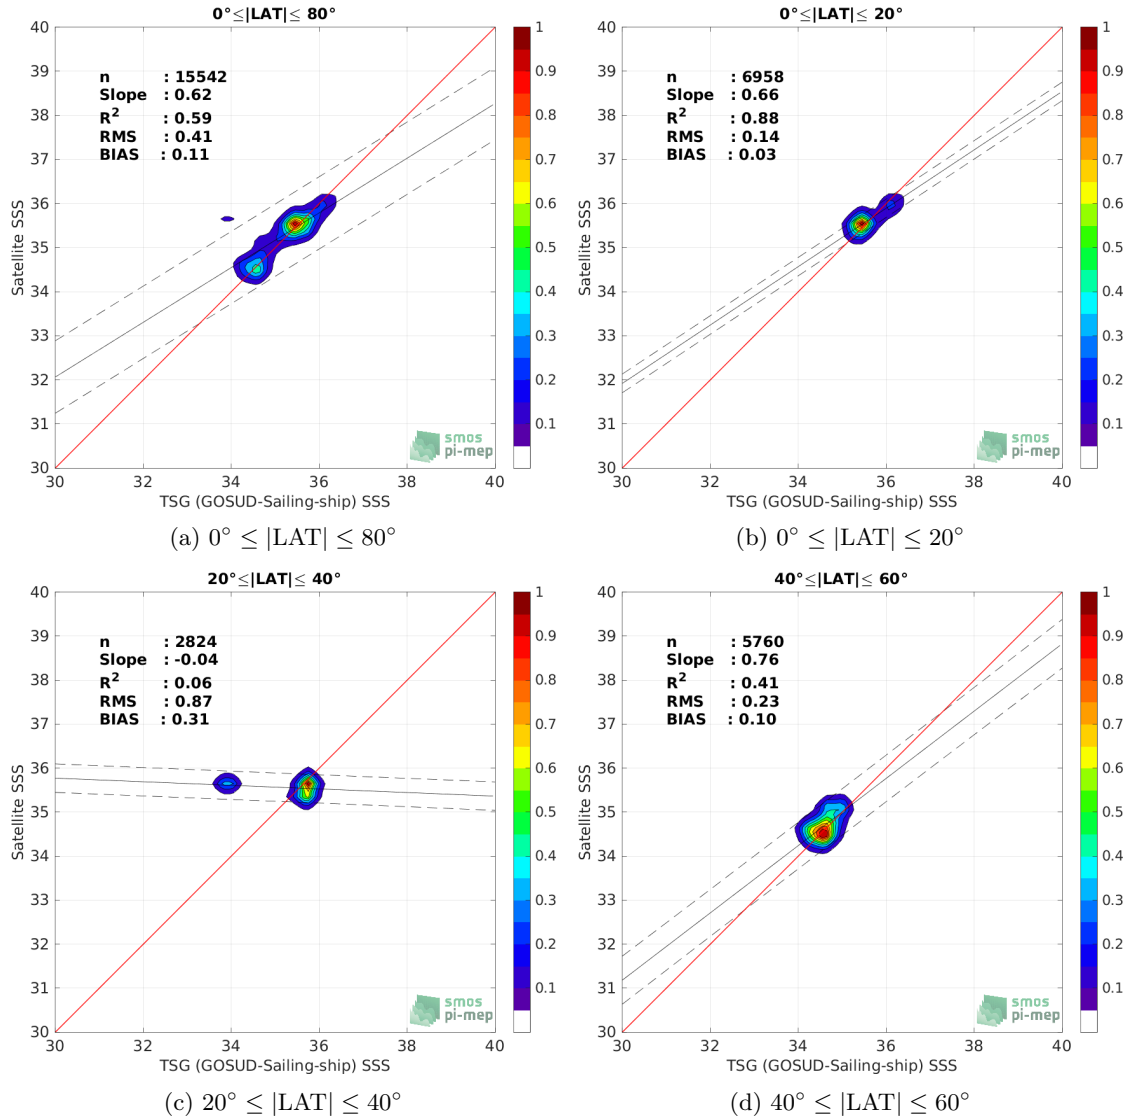 0°≤|LAT|≤ 80°
n : 15542
Slope : 0.62
R² : 0.59
RMS : 0.41
BIAS : 0.11
Satellite SSS
40
39
38
37
36
35
34
33
32
31
30
30 32 34 36 38 40
TSG (GOSUD-Sailing-ship) SSS
1
0.9
0.8
0.7
0.6
0.5
0.4
0.3
0.2
0.1
smos
pi-mep
(a) 0° ≤ |LAT| ≤ 80°
0°≤|LAT|≤ 20°
n : 6958
Slope : 0.66
R² : 0.88
RMS : 0.14
BIAS : 0.03
Satellite SSS
40
39
38
37
36
35
34
33
32
31
30
30 32 34 36 38 40
TSG (GOSUD-Sailing-ship) SSS
1
0.9
0.8
0.7
0.6
0.5
0.4
0.3
0.2
0.1
smos
pi-mep
(b) 0° ≤ |LAT| ≤ 20°
20°≤|LAT|≤ 40°
n : 2824
Slope : -0.04
R² : 0.06
RMS : 0.87
BIAS : 0.31
Satellite SSS
40
39
38
37
36
35
34
33
32
31
30
30 32 34 36 38 40
TSG (GOSUD-Sailing-ship) SSS
1
0.9
0.8
0.7
0.6
0.5
0.4
0.3
0.2
0.1
smos
pi-mep
(c) 20° ≤ |LAT| ≤ 40°
40°≤|LAT|≤ 60°
n : 5760
Slope : 0.76
R² : 0.41
RMS : 0.23
BIAS : 0.10
Satellite SSS
40
39
38
37
36
35
34
33
32
31
30
30 32 34 36 38 40
TSG (GOSUD-Sailing-ship) SSS
1
0.9
0.8
0.7
0.6
0.5
0.4
0.3
0.2
0.1
smos
pi-mep
(d) 40° ≤ |LAT| ≤ 60°